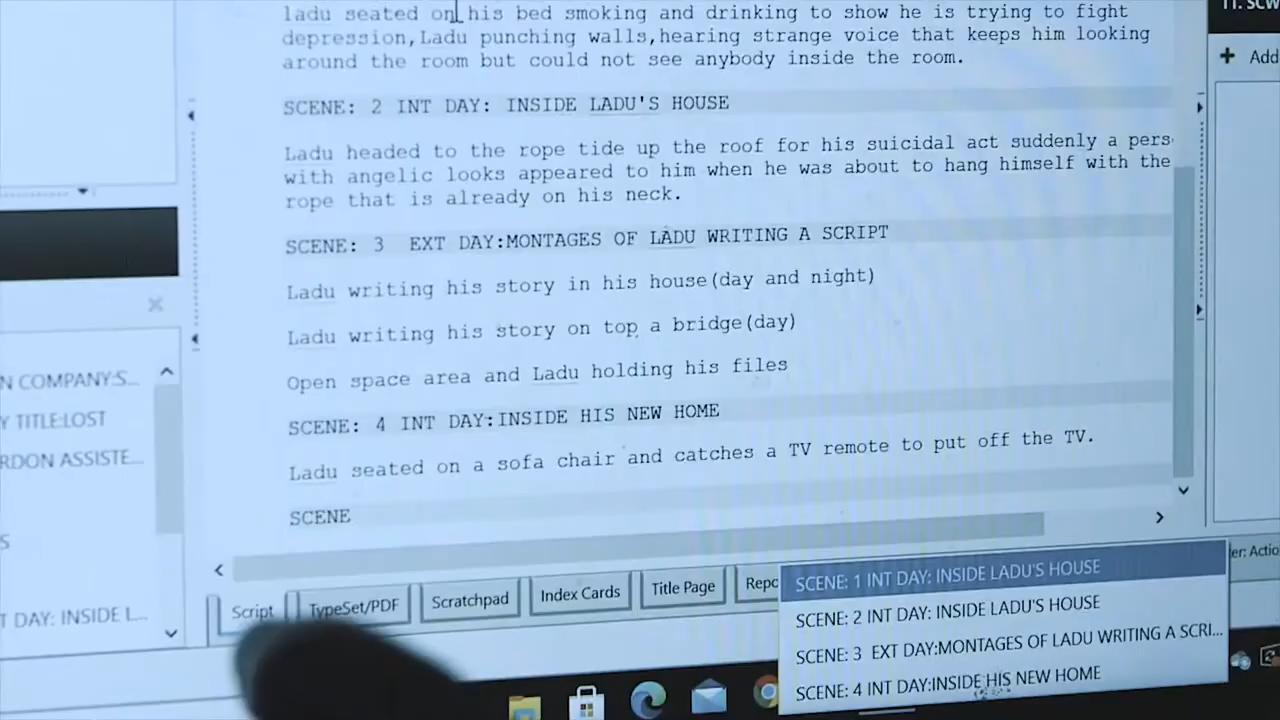 ladu seated on his bed smoking and drinking to show he is trying to fight
depression,Ladu punching walls,hearing strange voice that keeps him looking
around the room but could not see anybody inside the room.
SCENE: 2 INT DAY: INSIDE LADU'S HOUSE
Ladu headed to the rope tide up the roof for his suicidal act suddenly a pers
with angelic looks appeared to him when he was about to hang himself with the
rope that is already on his neck.
SCENE: 3 EXT DAY:MONTAGES OF LADU WRITING A SCRIPT
Ladu writing his story in his house(day and night)
Ladu writing his story on top a bridge(day)
Open space area and Ladu holding his files
SCENE: 4 INT DAY:INSIDE HIS NEW HOME
Ladu seated on a sofa chair and catches a TV remote to put off the TV.
SCENE
N COMPANY:S...
Y TITLE:LOST
RDON ASSISTE...
S
T DAY: INSIDE L...
Add
Script
TypeSet/PDF
Scratchpad
Index Cards
Title Page
Repo
er: Actio
SCENE: 1 INT DAY: INSIDE LADU'S HOUSE
SCENE: 2 INT DAY: INSIDE LADU'S HOUSE
SCENE: 3 EXT DAY:MONTAGES OF LADU WRITING A SCRI...
SCENE: 4 INT DAY:INSIDE HIS NEW HOME